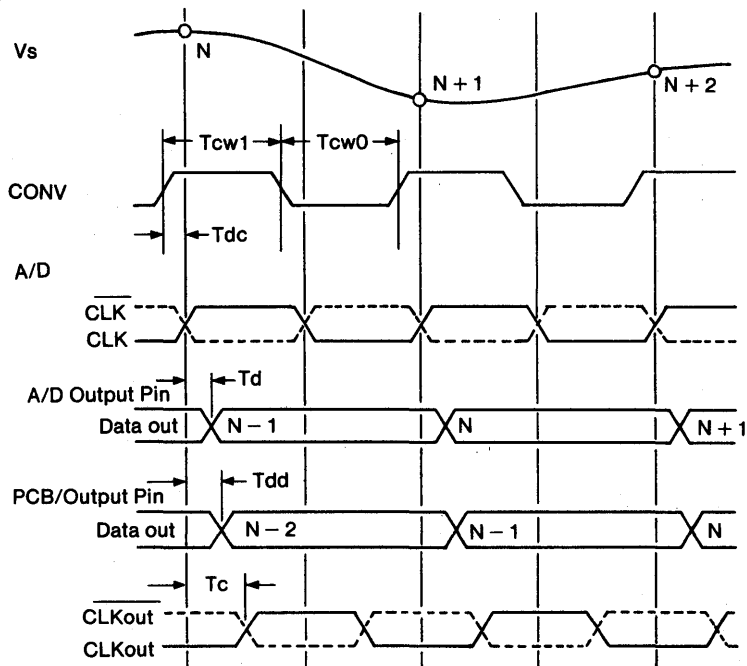 Vs
N
N + 1
N + 2
Tcw1
Tcw0
CONV
Tdc
A/D
CLK
CLK
Td
A/D Output Pin
Data out
N − 1
N
N + 1
Tdd
PCB/Output Pin
Data out
N − 2
N − 1
N
Tc
CLKout
CLKout